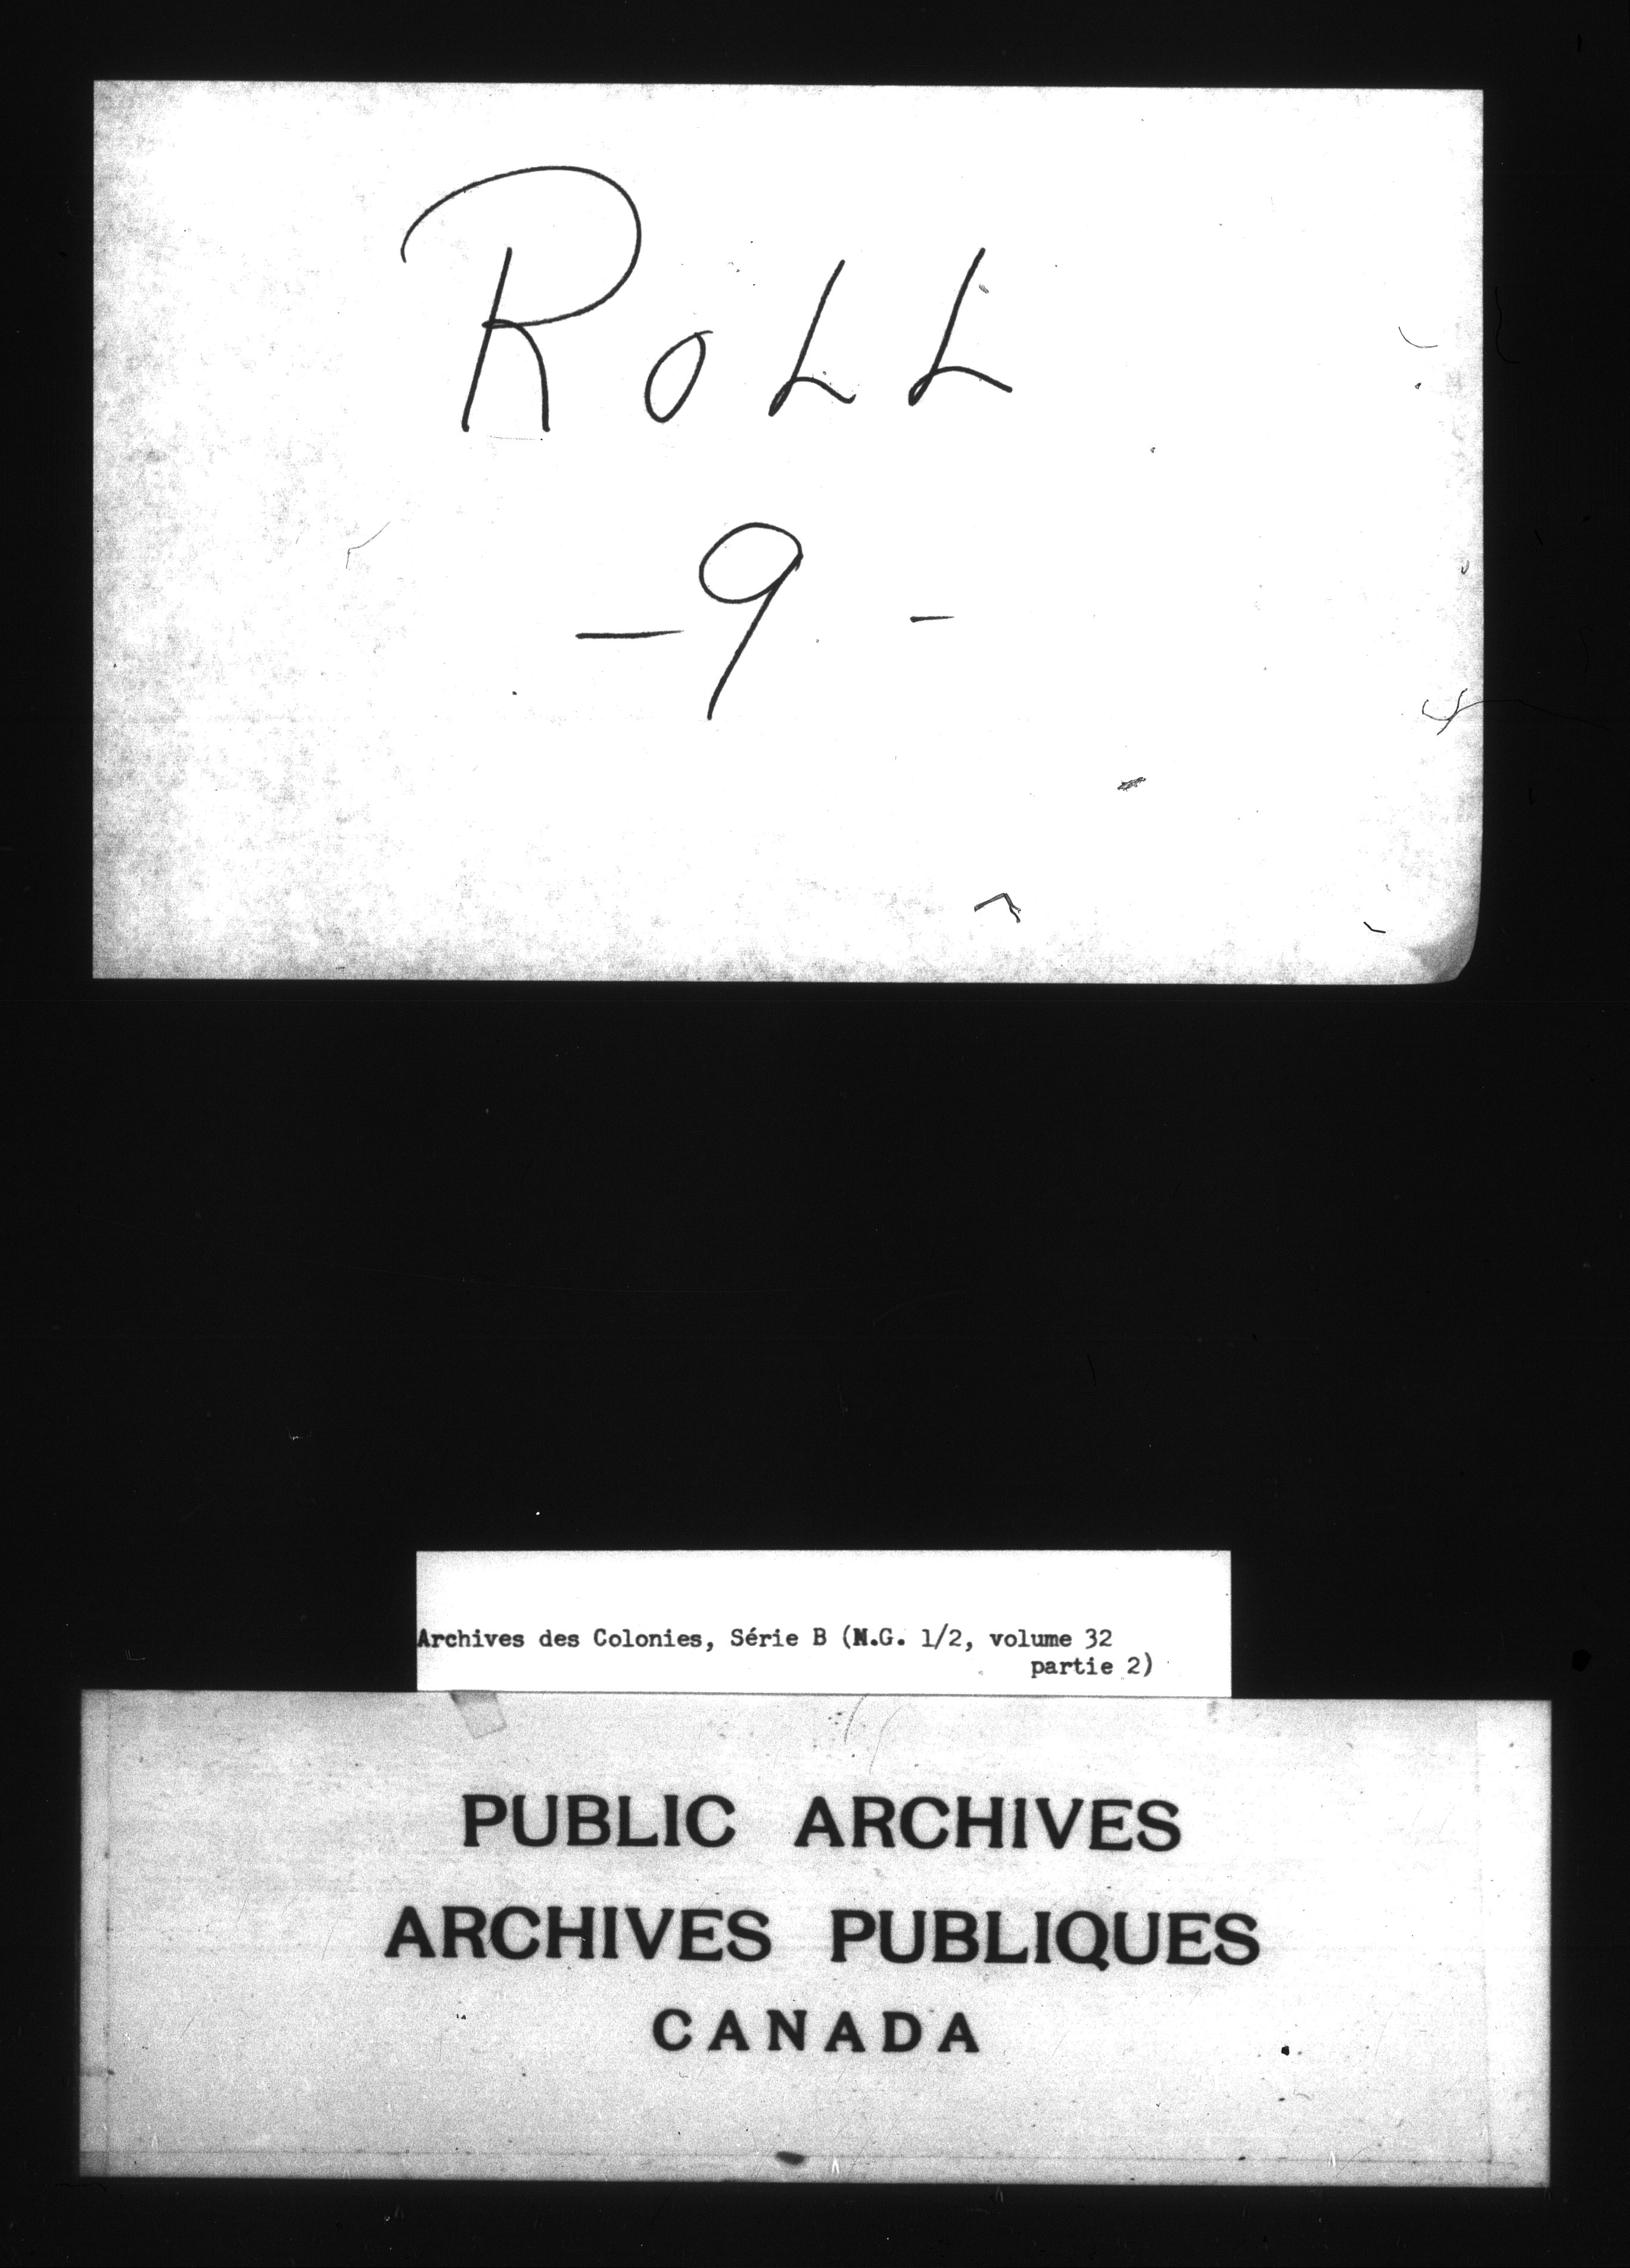 ROLL
- 9 -
Archives des Colonies, Série B (M.G. 1/2, volume 32
partie 2)
PUBLIC ARCHIVES
ARCHIVES PUBLIQUES
CANADA